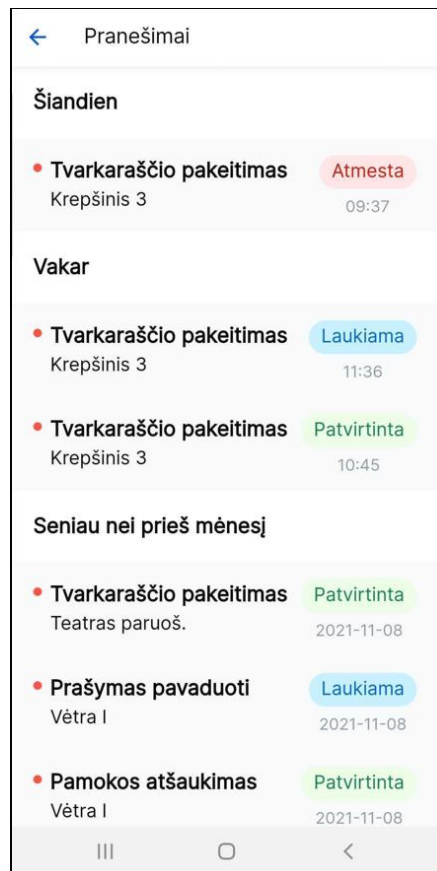 Pranešimai
Šiandien
Tvarkaraščio pakeitimas Atmesta
Krepšinis 3 09:37
Vakar
Tvarkaraščio pakeitimas Laukiama
Krepšinis 3 11:36
Tvarkaraščio pakeitimas Patvirtinta
Krepšinis 3 10:45
Seniau nei prieš mėnesį
Tvarkaraščio pakeitimas Patvirtinta
Teatras paruoš. 2021-11-08
Prašymas pavaduoti Laukiama
Vėtra I 2021-11-08
Pamokos atšaukimas Patvirtinta
Vėtra I 2021-11-08